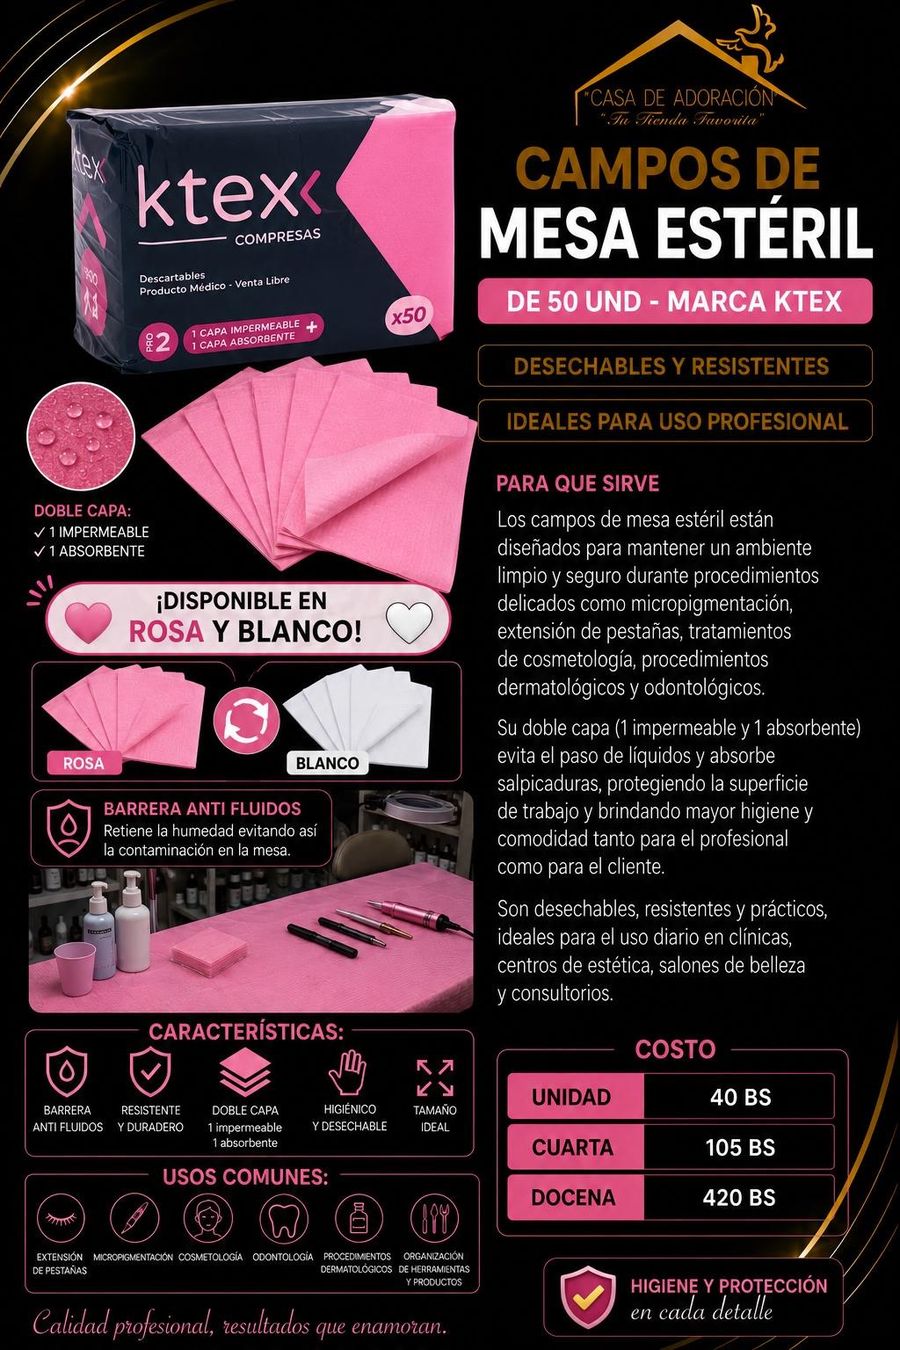 "CASA DE ADORACIÓN"
"Tu Tienda Favorita"
CAMPOS DE
MESA ESTÉRIL
DE 50 UND - MARCA KTEX
DESECHABLES Y RESISTENTES
IDEALES PARA USO PROFESIONAL
ktex
ktex
COMPRESAS
Descartables
Producto Médico - Venta Libre
PRO 2
1 CAPA IMPERMEABLE
1 CAPA ABSORBENTE
+
x50
DOBLE CAPA:
✓ 1 IMPERMEABLE
✓ 1 ABSORBENTE
¡DISPONIBLE EN
ROSA Y BLANCO!
ROSA
BLANCO
BARRERA ANTI FLUIDOS
Retiene la humedad evitando así
la contaminación en la mesa.
PARA QUE SIRVE
Los campos de mesa estéril están
diseñados para mantener un ambiente
limpio y seguro durante procedimientos
delicados como micropigmentación,
extensión de pestañas, tratamientos
de cosmetología, procedimientos
dermatológicos y odontológicos.
Su doble capa (1 impermeable y 1 absorbente)
evita el paso de líquidos y absorbe
salpicaduras, protegiendo la superficie
de trabajo y brindando mayor higiene y
comodidad tanto para el profesional
como para el cliente.
Son desechables, resistentes y prácticos,
ideales para el uso diario en clínicas,
centros de estética, salones de belleza
y consultorios.
CARACTERÍSTICAS:
BARRERA
ANTI FLUIDOS
RESISTENTE
Y DURADERO
DOBLE CAPA
1 impermeable
1 absorbente
HIGIÉNICO
Y DESECHABLE
TAMAÑO
IDEAL
USOS COMUNES:
EXTENSIÓN
DE PESTAÑAS
MICROPIGMENTACIÓN
COSMETOLOGÍA
ODONTOLOGÍA
PROCEDIMIENTOS
DERMATOLÓGICOS
ORGANIZACIÓN
DE HERRAMIENTAS
Y PRODUCTOS
COSTO
UNIDAD 40 BS
CUARTA 105 BS
DOCENA 420 BS
HIGIENE Y PROTECCIÓN
en cada detalle
Calidad profesional, resultados que enamoran.